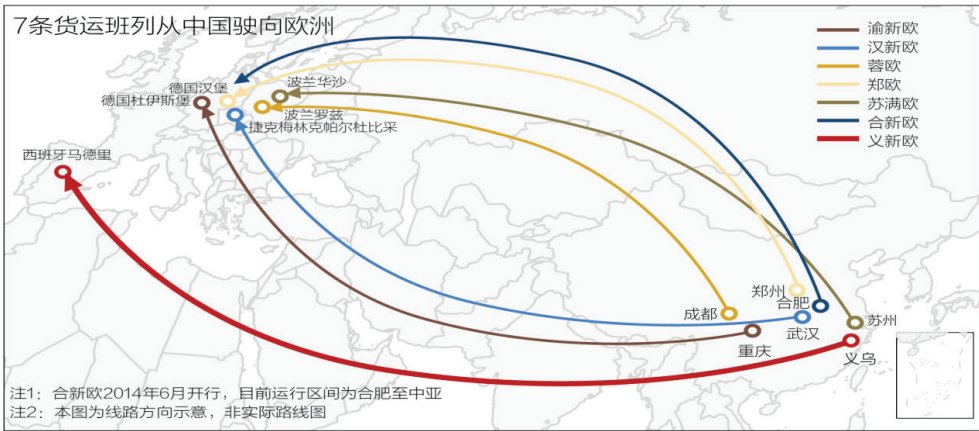 7条货运班列从中国驶向欧洲
渝新欧
汉新欧
蓉欧
郑欧
苏满欧
合新欧
义新欧
德国汉堡
波兰华沙
德国杜伊斯堡
波兰罗兹
捷克梅林克帕尔杜比采
西班牙马德里
郑州
合肥
成都
武汉
苏州
重庆
义乌
注1：合新欧2014年6月开行，目前运行区间为合肥至中亚
注2：本图为线路方向示意，非实际路线图